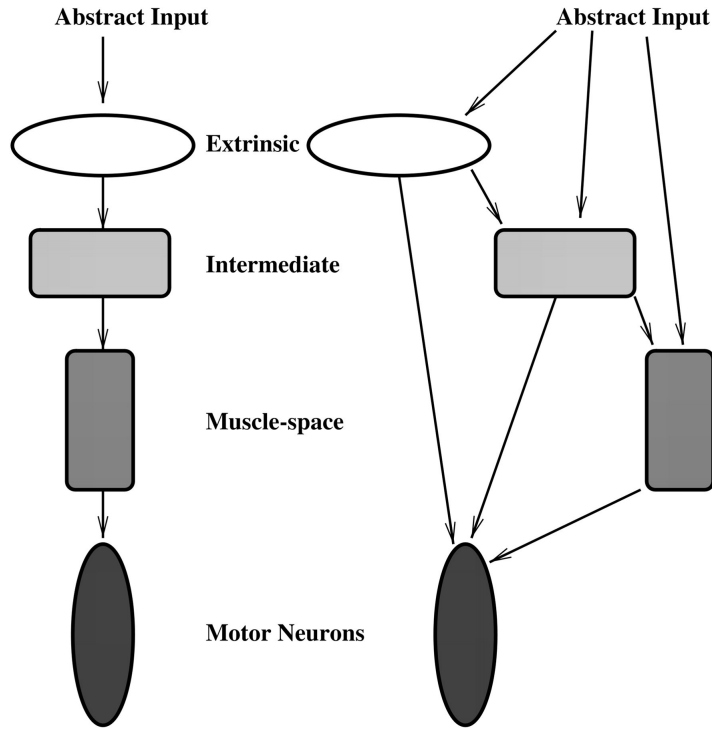 Abstract Input
Abstract Input
Extrinsic
Intermediate
Muscle-space
Motor Neurons